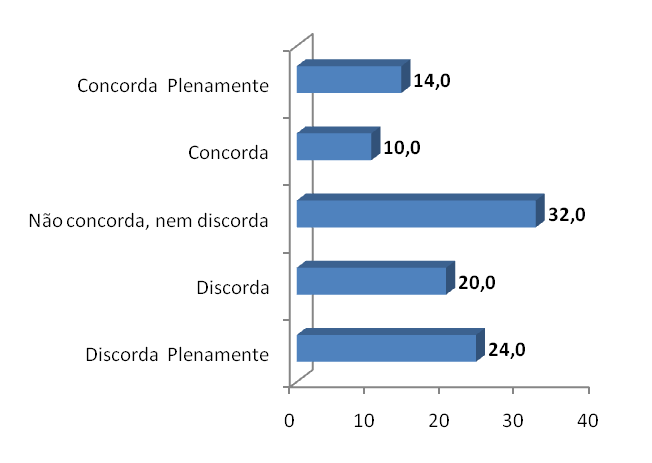 Concorda Plenamente 14,0
Concorda 10,0
Não concorda, nem discorda 32,0
Discorda 20,0
Discorda Plenamente 24,0
0 10 20 30 40